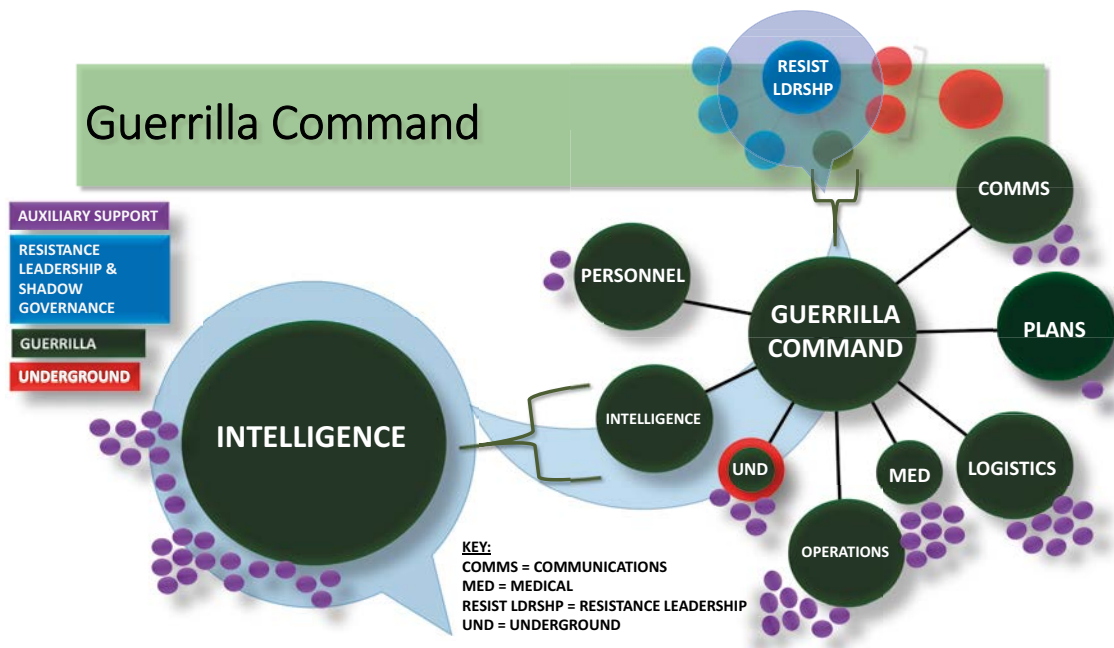 Guerrilla Command
RESIST
LDRSHP
AUXILIARY SUPPORT
RESISTANCE
LEADERSHIP &
SHADOW
GOVERNANCE
GUERRILLA
UNDERGROUND
COMMS
PERSONNEL
GUERRILLA
COMMAND
PLANS
INTELLIGENCE
INTELLIGENCE
UND
MED
LOGISTICS
OPERATIONS
KEY:
COMMS = COMMUNICATIONS
MED = MEDICAL
RESIST LDRSHP = RESISTANCE LEADERSHIP
UND = UNDERGROUND